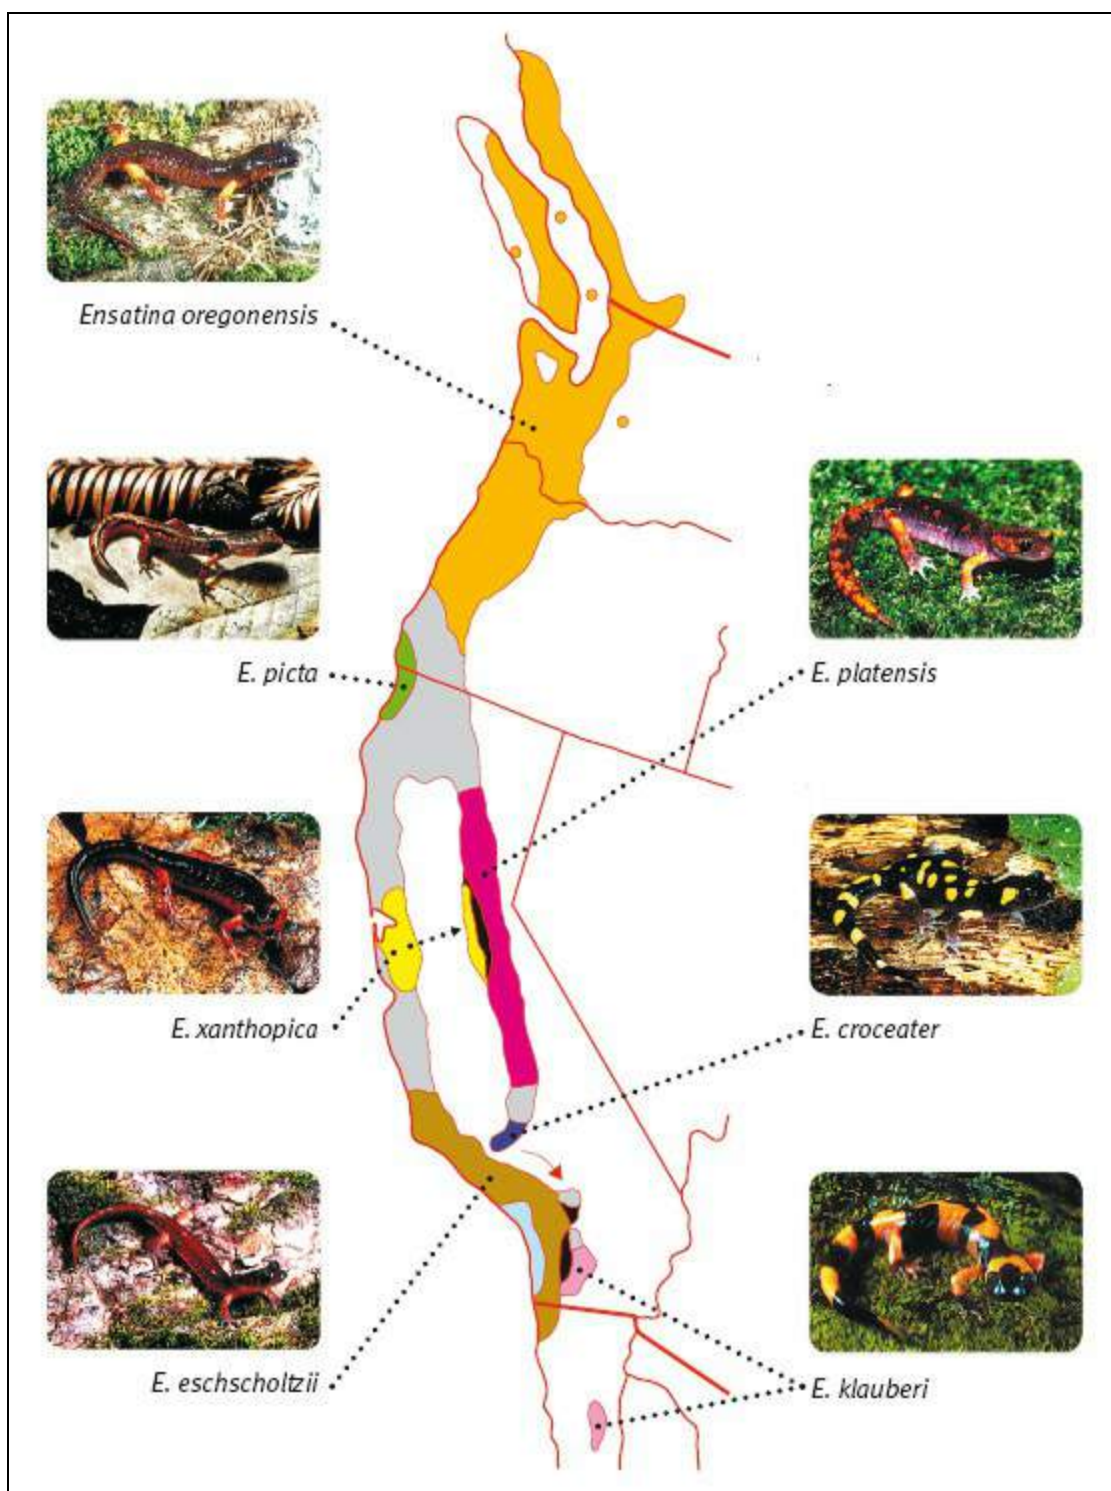 Ensatina oregonensis
E. picta
E. platensis
E. xanthopica
E. croceater
E. eschscholtzii
E. klauberi